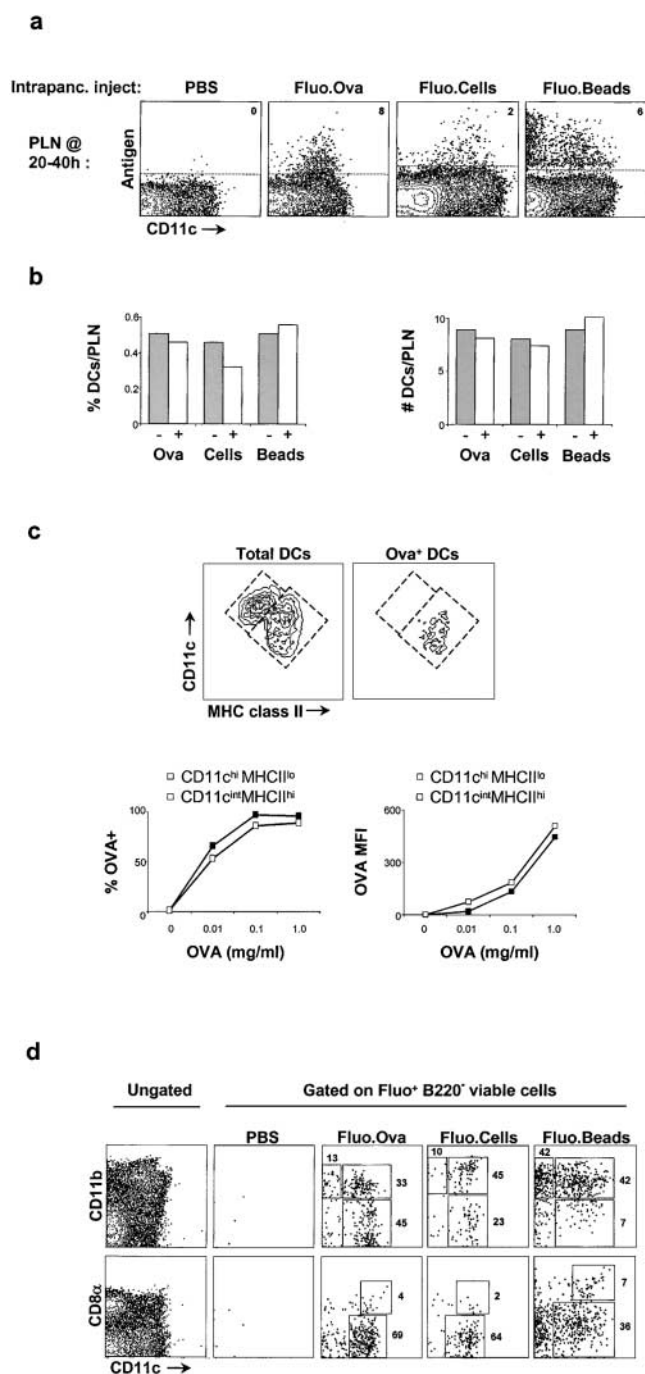 a
Intrapanc. inject: PBS Fluo.Ova Fluo.Cells Fluo.Beads
0 8 2 6
PLN @
20-40h :
Antigen
CD11c →
b
% DCs/PLN
0.6
0.4
0.2
0
- + - + - +
Ova Cells Beads
# DCs/PLN
10
5
0
- + - + - +
Ova Cells Beads
c
Total DCs Ova+ DCs
CD11c →
MHC class II →
CD11chi MHCIIlo
CD11cintMHCIIhi
% OVA+
100
50
0
0 0.01 0.1 1.0
OVA (mg/ml)
CD11chi MHCIIlo
CD11cintMHCIIhi
OVA MFI
600
300
0
0 0.01 0.1 1.0
OVA (mg/ml)
d
Ungated Gated on Fluo+ B220- viable cells
PBS Fluo.Ova Fluo.Cells Fluo.Beads
CD11b
13 10 42
33 45 42
45 23 7
CD8α
4 2 7
69 64 36
CD11c →